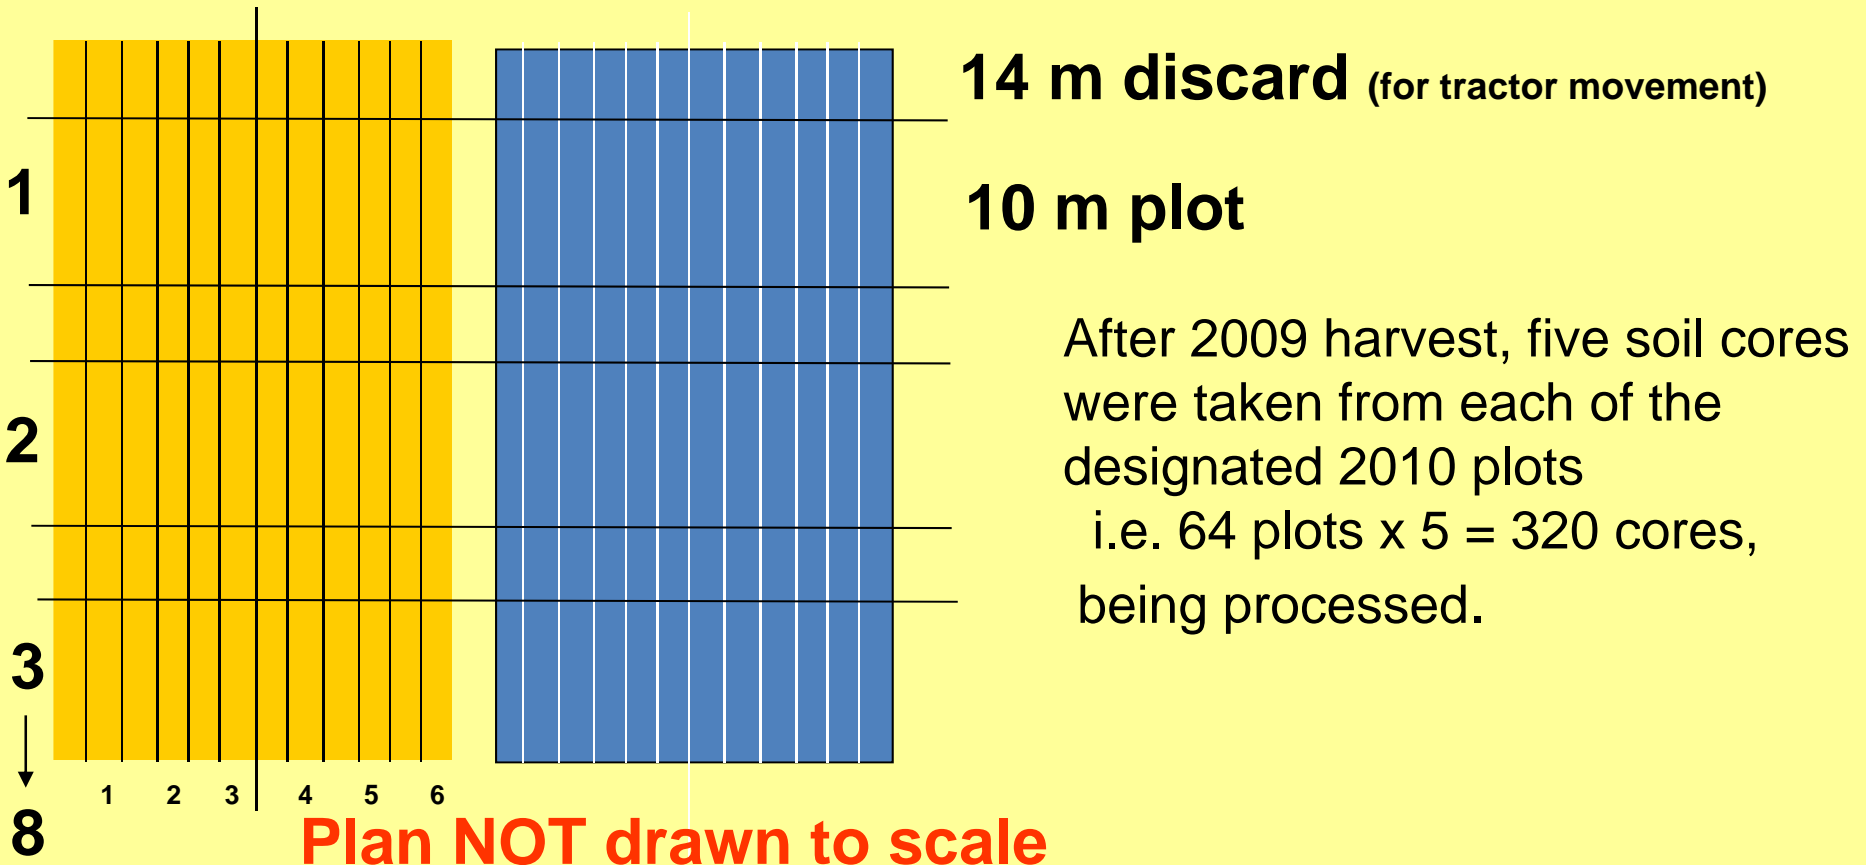 14 m discard (for tractor movement)
1
10 m plot
After 2009 harvest, five soil cores
were taken from each of the
designated 2010 plots
i.e. 64 plots x 5 = 320 cores,
being processed.
2
3
8
1 2 3 4 5 6
Plan NOT drawn to scale